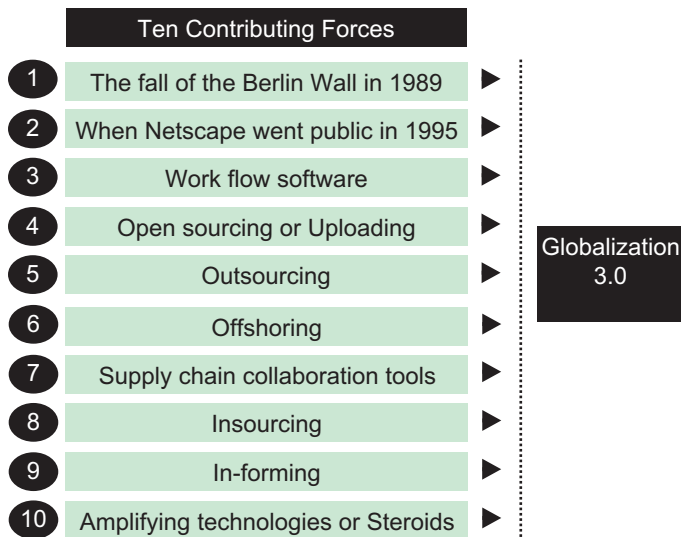 Ten Contributing Forces
1 The fall of the Berlin Wall in 1989
2 When Netscape went public in 1995
3 Work flow software
4 Open sourcing or Uploading
5 Outsourcing
6 Offshoring
7 Supply chain collaboration tools
8 Insourcing
9 In-forming
10 Amplifying technologies or Steroids
Globalization
3.0